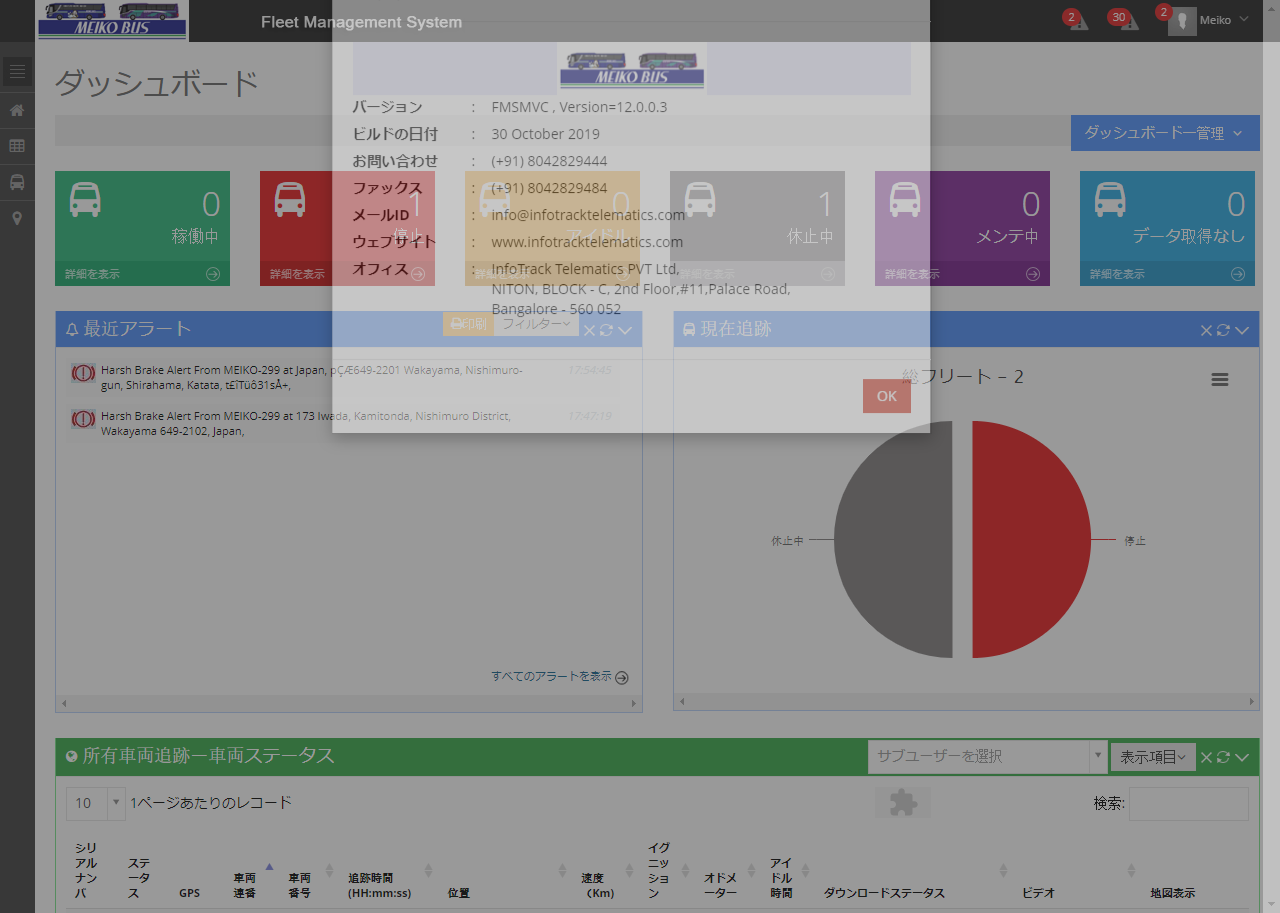 MEIKO BUS
Fleet Management System
2
30
2
Meiko
MEIKO BUS
ダッシュボード
ダッシュボードー管理
バージョン : FMSMVC , Version=12.0.0.3
ビルドの日付 : 30 October 2019
お問い合わせ : (+91) 8042829444
ファックス : (+91) 8042829484
メールID : info@infotracktelematics.com
ウェブサイト : www.infotracktelematics.com
オフィス : InfoTrack Telematics PVT Ltd,
NITON, BLOCK - C, 2nd Floor,#11,Palace Road,
Bangalore - 560 052
OK
0
稼働中
詳細を表示
1
停止
詳細を表示
0
アイドル
詳細を表示
1
休止中
詳細を表示
0
メンテ中
詳細を表示
0
データ取得なし
詳細を表示
最近アラート
印刷
フィルター
Harsh Brake Alert From MEIKO-299 at Japan, pÇÆ649-2201 Wakayama, Nishimuro-
gun, Shirahama, Katata, t£ÎTüô31sÅ+,
17:54:45
Harsh Brake Alert From MEIKO-299 at 173 Iwada, Kamitonda, Nishimuro District,
Wakayama 649-2102, Japan,
17:47:19
すべてのアラートを表示
現在追跡
総フリート – 2
休止中
停止
所有車両追跡ー車両ステータス
サブユーザーを選択
表示項目
10
1ページあたりのレコード
検索:
シリアルナンバ
ステータス
GPS
車両連番
車両番号
追跡時間 (HH:mm:ss)
位置
速度 (Km)
イグニッション
オドメーター
アイドル時間
ダウンロードステータス
ビデオ
地図表示